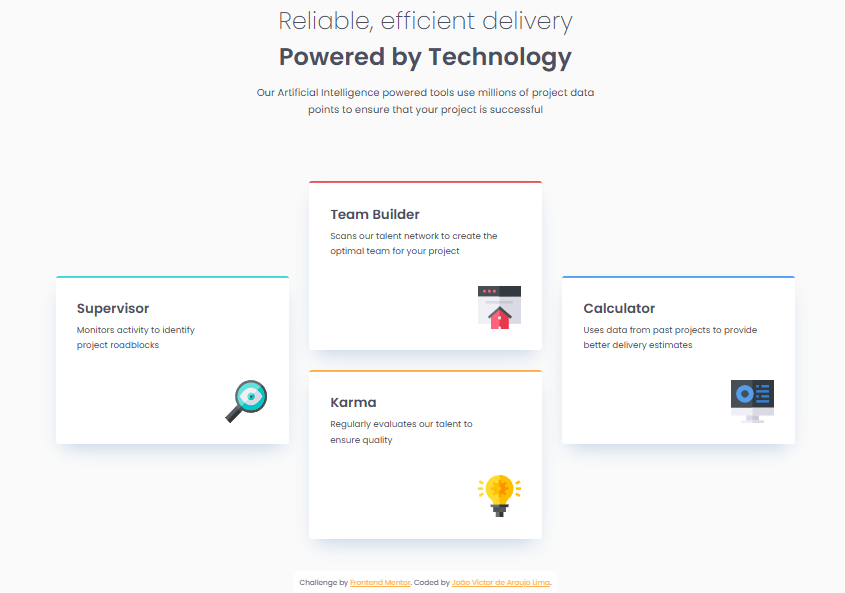 Reliable, efficient delivery
Powered by Technology
Our Artificial Intelligence powered tools use millions of project data
points to ensure that your project is successful
Supervisor
Monitors activity to identify
project roadblocks
Team Builder
Scans our talent network to create the
optimal team for your project
Karma
Regularly evaluates our talent to
ensure quality
Calculator
Uses data from past projects to provide
better delivery estimates
Challenge by Frontend Mentor. Coded by João Victor de Araujo Lima.